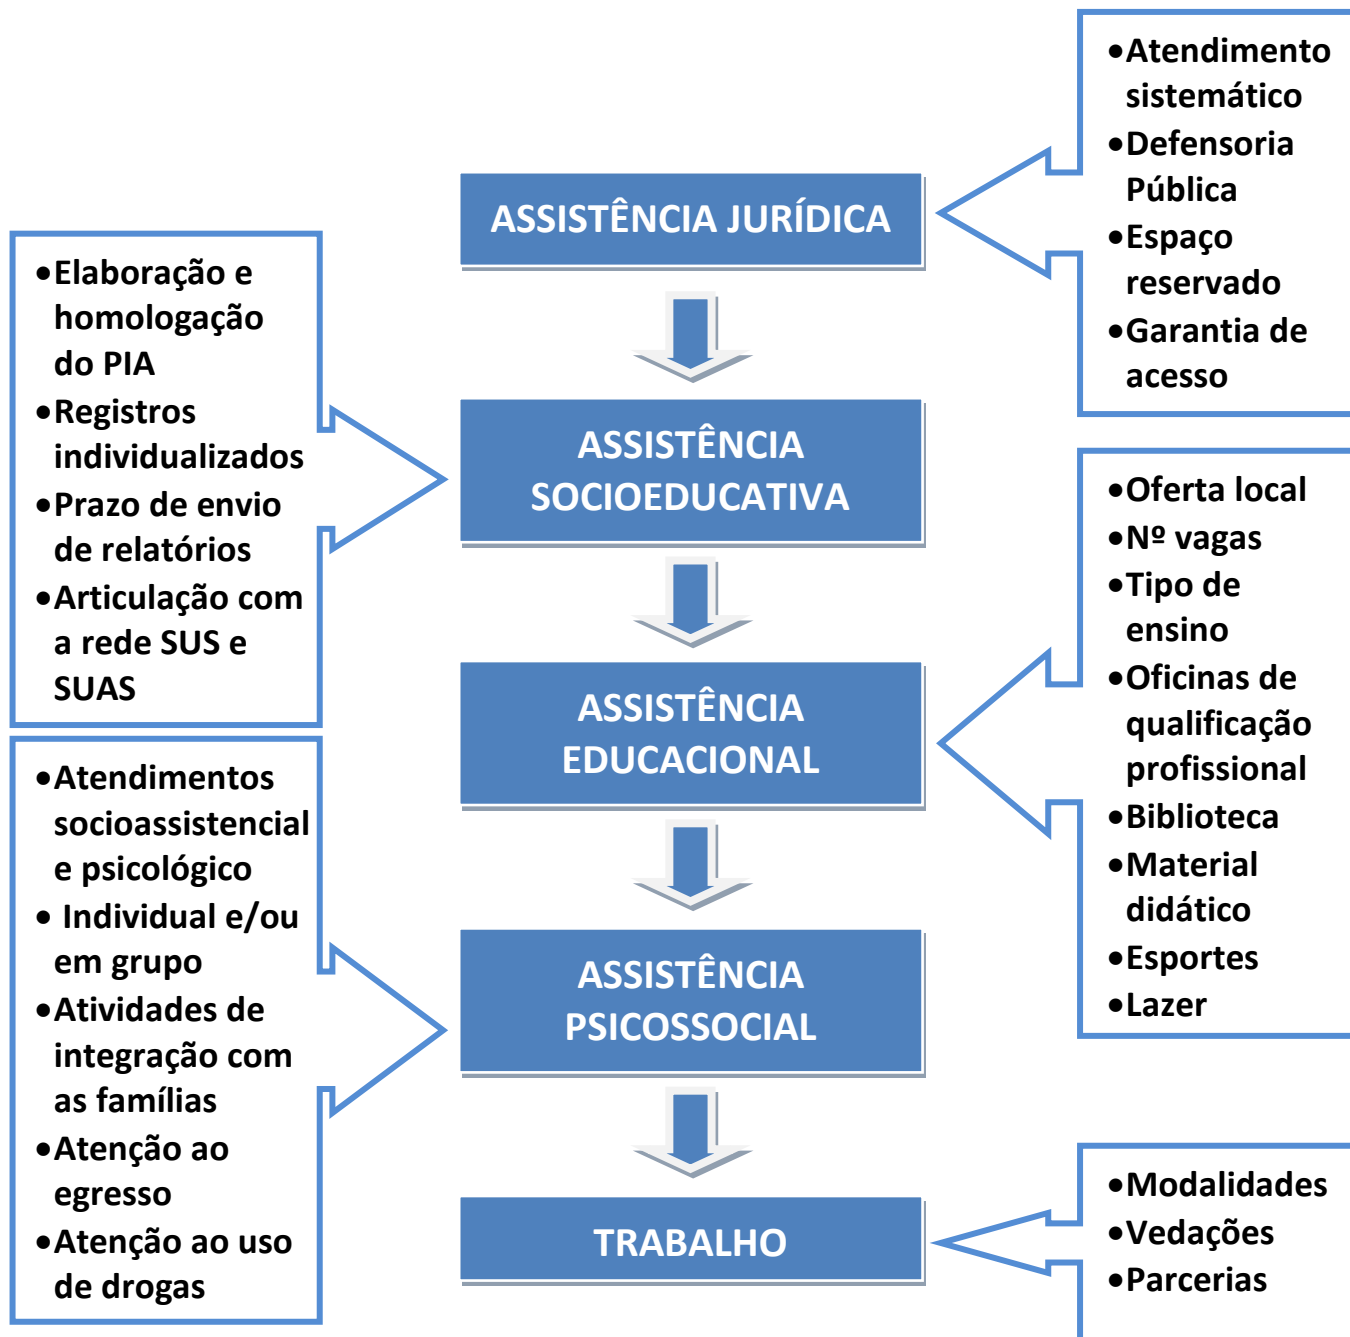 •Atendimento
sistemático
•Defensoria
Pública
•Espaço
reservado
•Garantia de
acesso
ASSISTÊNCIA JURÍDICA
•Elaboração e
homologação
do PIA
•Registros
individualizados
•Prazo de envio
de relatórios
•Articulação com
a rede SUS e
SUAS
ASSISTÊNCIA
SOCIOEDUCATIVA
•Oferta local
•Nº vagas
•Tipo de
ensino
•Oficinas de
qualificação
profissional
•Biblioteca
•Material
didático
•Esportes
•Lazer
ASSISTÊNCIA
EDUCACIONAL
•Atendimentos
socioassistencial
e psicológico
• Individual e/ou
em grupo
•Atividades de
integração com
as famílias
•Atenção ao
egresso
•Atenção ao uso
de drogas
ASSISTÊNCIA
PSICOSSOCIAL
TRABALHO
•Modalidades
•Vedações
•Parcerias